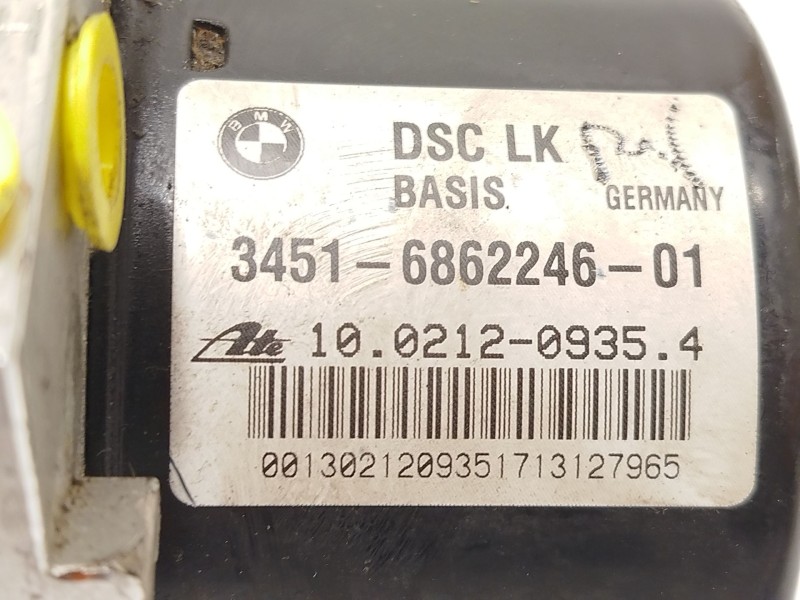 BMW
DSC LK
BASIS
GERMANY
3451-6862246-01
Ate 10.0212-0935.4
0013021209351713127965